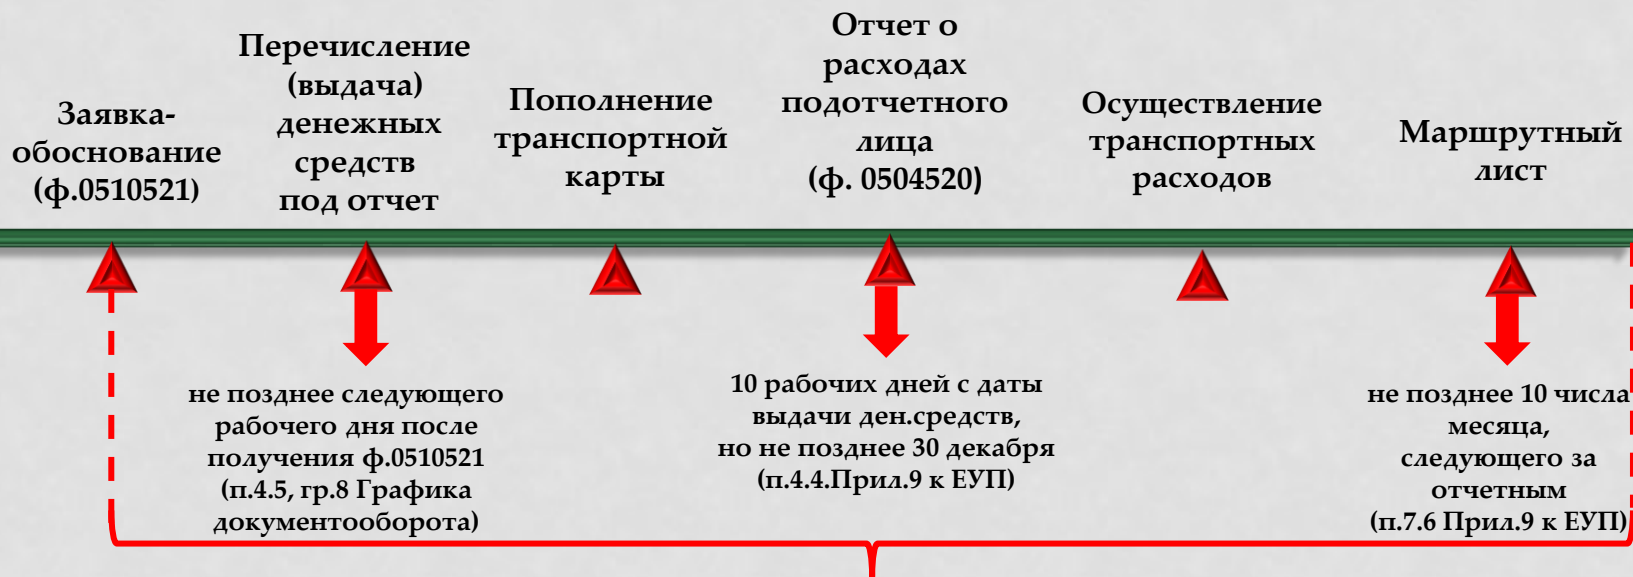 Заявка-
обоснование
(ф.0510521)
Перечисление
(выдача)
денежных
средств
под отчет
Пополнение
транспортной
карты
Отчет о
расходах
подотчетного
лица
(ф. 0504520)
Осуществление
транспортных
расходов
Маршрутный
лист
не позднее следующего
рабочего дня после
получения ф.0510521
(п.4.5, гр.8 Графика
документооборота)
10 рабочих дней с даты
выдачи ден.средств,
но не позднее 30 декабря
(п.4.4.Прил.9 к ЕУП)
не позднее 10 числа
месяца,
следующего за
отчетным
(п.7.6 Прил.9 к ЕУП)